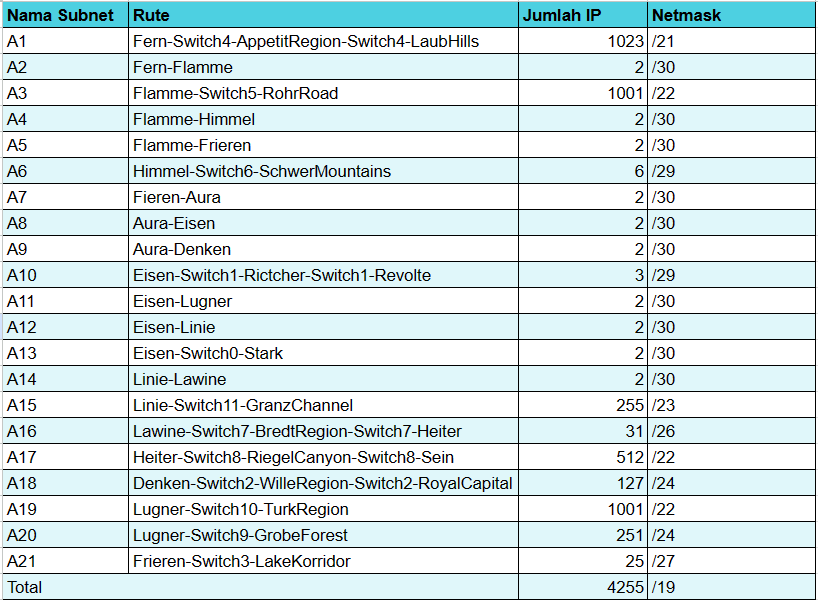 Nama Subnet Rute Jumlah IP Netmask
A1 Fern-Switch4-AppetitRegion-Switch4-LaubHills 1023 /21
A2 Fern-Flamme 2 /30
A3 Flamme-Switch5-RohrRoad 1001 /22
A4 Flamme-Himmel 2 /30
A5 Flamme-Frieren 2 /30
A6 Himmel-Switch6-SchwerMountains 6 /29
A7 Fieren-Aura 2 /30
A8 Aura-Eisen 2 /30
A9 Aura-Denken 2 /30
A10 Eisen-Switch1-Rictcher-Switch1-Revolte 3 /29
A11 Eisen-Lugner 2 /30
A12 Eisen-Linie 2 /30
A13 Eisen-Switch0-Stark 2 /30
A14 Linie-Lawine 2 /30
A15 Linie-Switch11-GranzChannel 255 /23
A16 Lawine-Switch7-BredtRegion-Switch7-Heiter 31 /26
A17 Heiter-Switch8-RiegelCanyon-Switch8-Sein 512 /22
A18 Denken-Switch2-WilleRegion-Switch2-RoyalCapital 127 /24
A19 Lugner-Switch10-TurkRegion 1001 /22
A20 Lugner-Switch9-GrobeForest 251 /24
A21 Frieren-Switch3-LakeKorridor 25 /27
Total 4255 /19